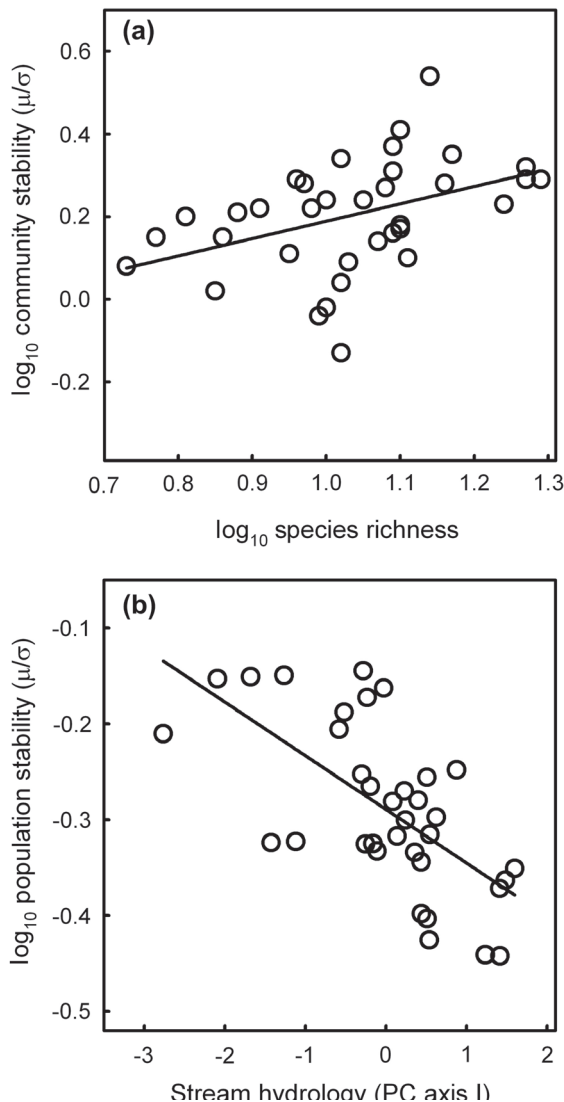 (a)
0.6
0.4
0.2
0.0
-0.2
log₁₀ community stability (μ/σ)
0.7 0.8 0.9 1.0 1.1 1.2 1.3
log₁₀ species richness
(b)
-0.1
-0.2
-0.3
-0.4
-0.5
log₁₀ population stability (μ/σ)
-3 -2 -1 0 1 2
Stream hydrology (PC axis I)